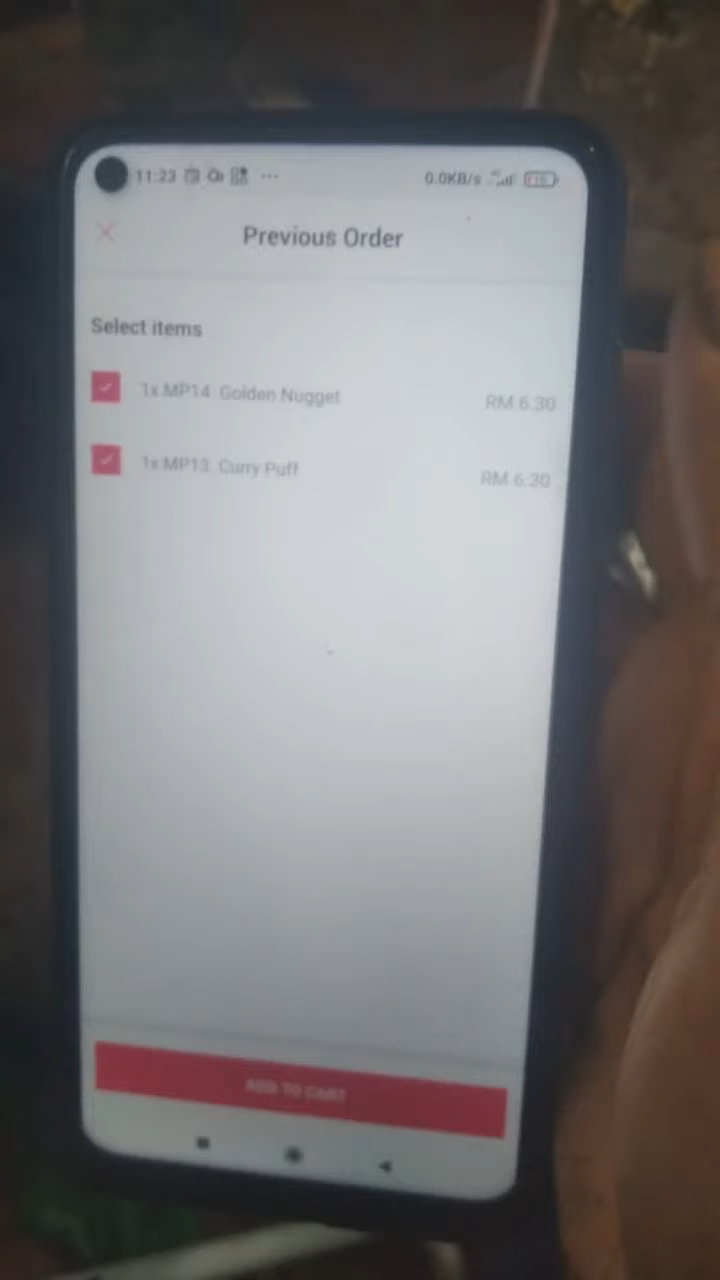 11:23 ... 0.0KB/s
Previous Order
Select items
1x MP14. Golden Nugget RM 6.30
1x MP13. Curry Puff RM 6.30
ADD TO CART